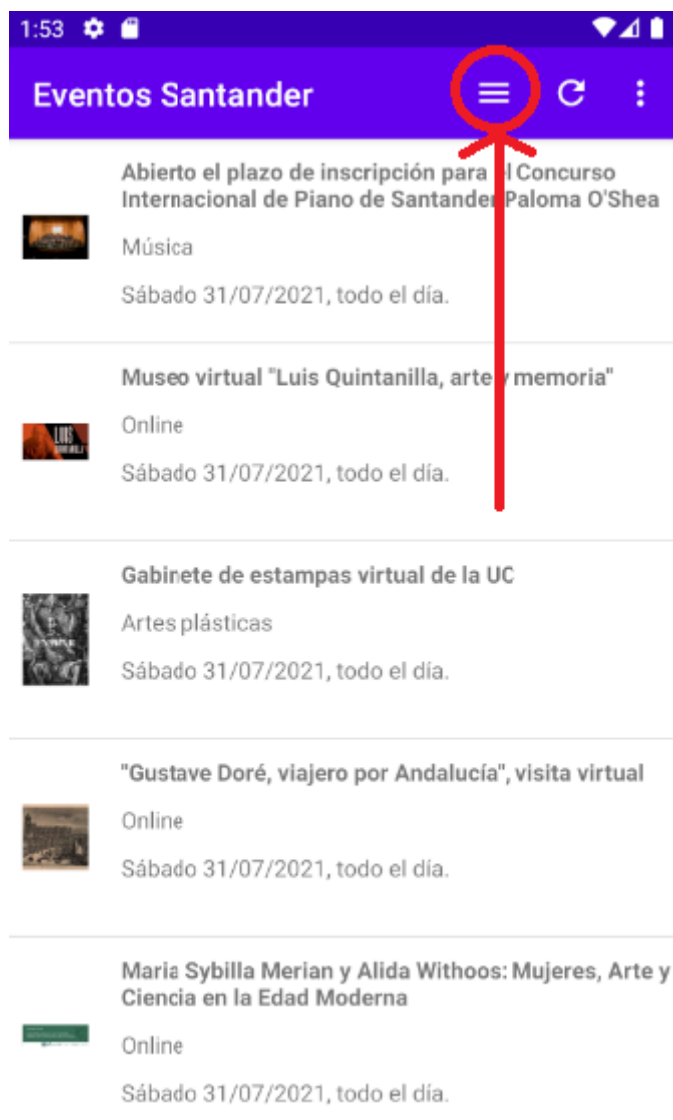 1:53
Eventos Santander
Abierto el plazo de inscripción para el Concurso
Internacional de Piano de Santander Paloma O'Shea
Música
Sábado 31/07/2021, todo el día.
Museo virtual "Luis Quintanilla, arte y memoria"
LUIS
Online
Sábado 31/07/2021, todo el día.
Gabinete de estampas virtual de la UC
Artes plásticas
Sábado 31/07/2021, todo el día.
"Gustave Doré, viajero por Andalucía", visita virtual
Online
Sábado 31/07/2021, todo el día.
Maria Sybilla Merian y Alida Withoos: Mujeres, Arte y
Ciencia en la Edad Moderna
Online
Sábado 31/07/2021, todo el día.